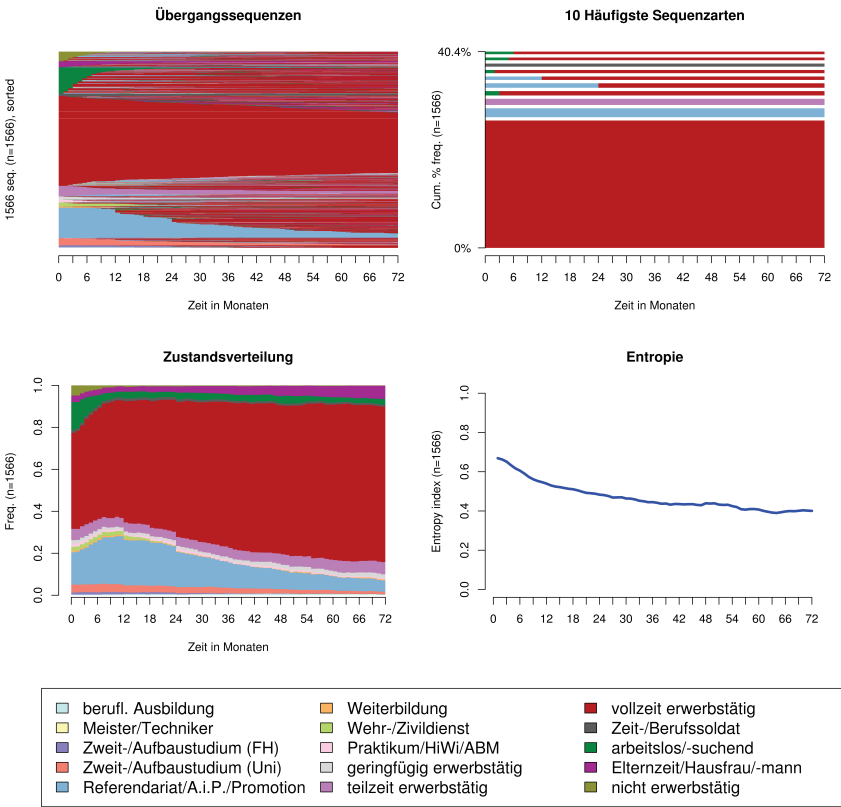 Übergangssequenzen
1566 seq. (n=1566), sorted
0 6 12 18 24 30 36 42 48 54 60 66 72
Zeit in Monaten
10 Häufigste Sequenzarten
40.4%
Cum. % freq. (n=1566)
0%
0 6 12 18 24 30 36 42 48 54 60 66 72
Zeit in Monaten
Zustandsverteilung
1.0
0.8
0.6
0.4
0.2
0.0
Freq. (n=1566)
0 6 12 18 24 30 36 42 48 54 60 66 72
Zeit in Monaten
Entropie
1.0
0.8
0.6
0.4
0.2
0.0
Entropy index (n=1566)
0 6 12 18 24 30 36 42 48 54 60 66 72
berufl. Ausbildung
Meister/Techniker
Zweit-/Aufbaustudium (FH)
Zweit-/Aufbaustudium (Uni)
Referendariat/A.i.P./Promotion
Weiterbildung
Wehr-/Zivildienst
Praktikum/HiWi/ABM
geringfügig erwerbstätig
teilzeit erwerbstätig
vollzeit erwerbstätig
Zeit-/Berufssoldat
arbeitslos/-suchend
Elternzeit/Hausfrau/-mann
nicht erwerbstätig